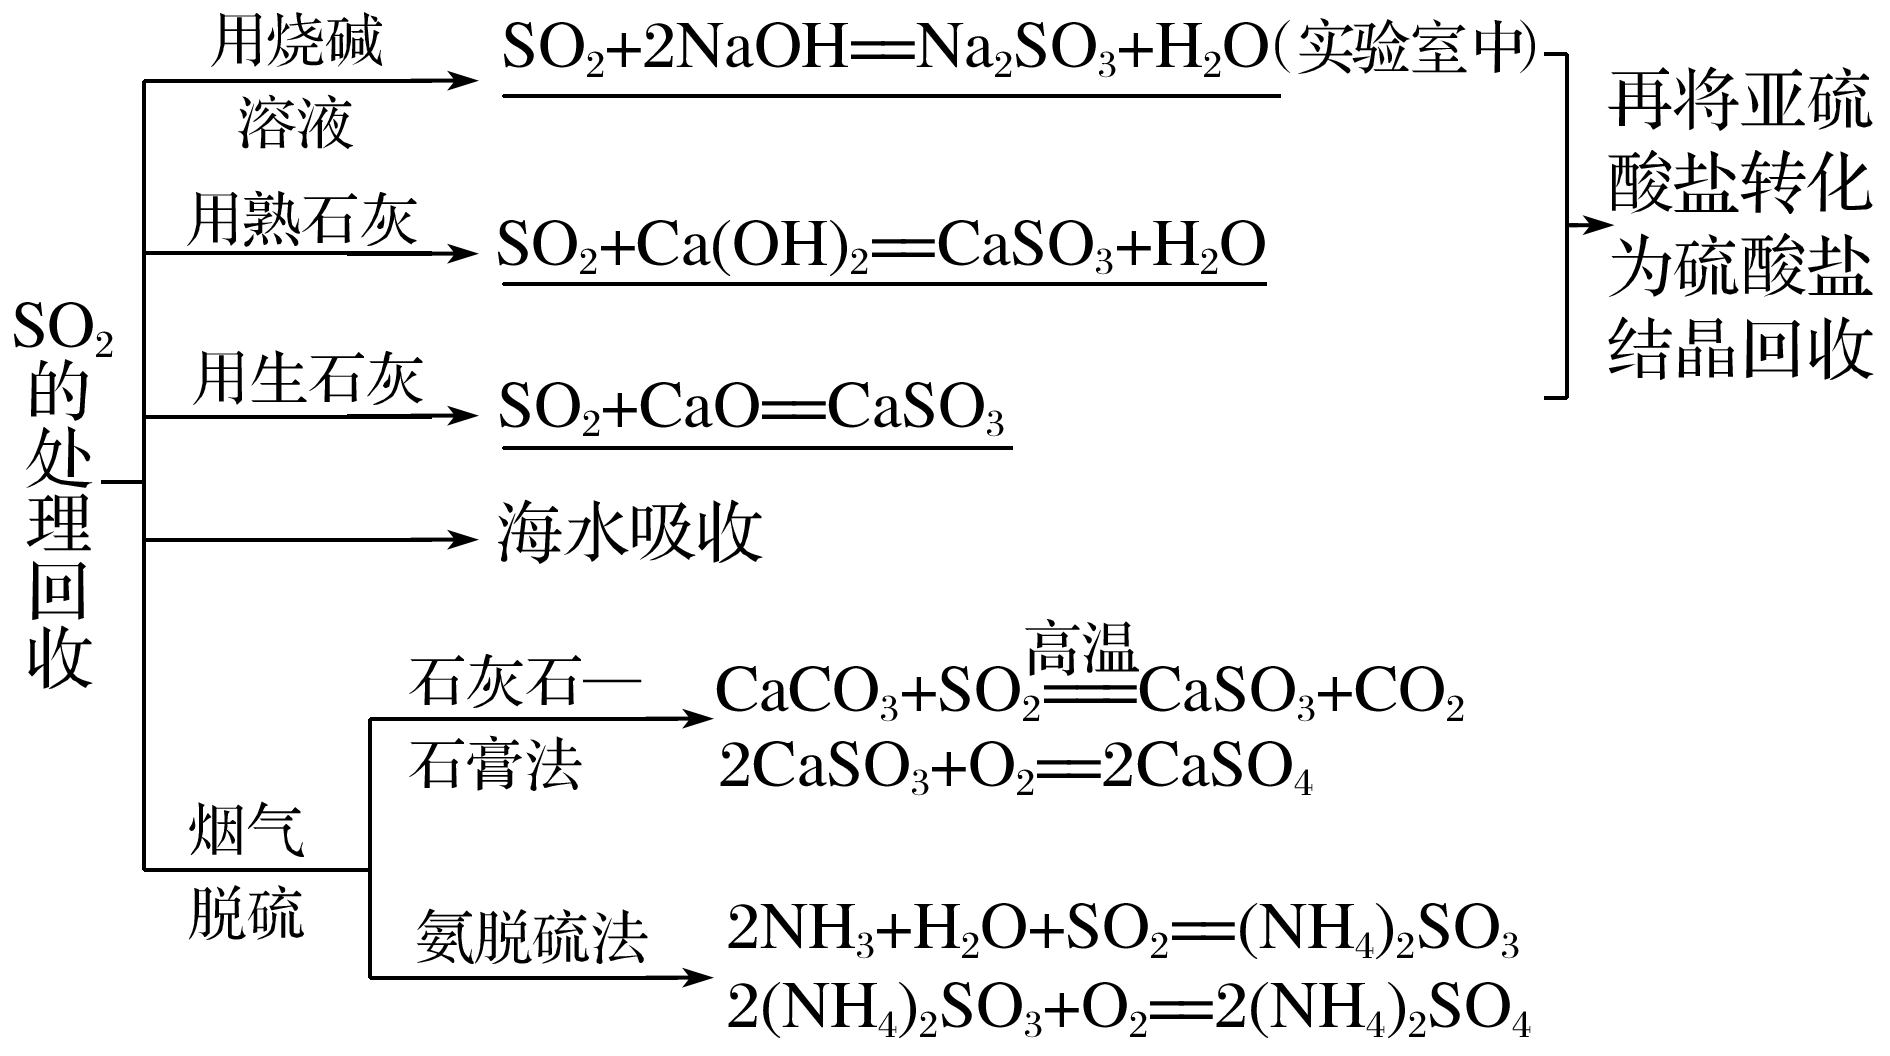 SO₂的处理回收
用烧碱
溶液
SO₂+2NaOH══Na₂SO₃+H₂O(实验室中)
用熟石灰
SO₂+Ca(OH)₂══CaSO₃+H₂O
用生石灰
SO₂+CaO══CaSO₃
再将亚硫
酸盐转化
为硫酸盐
结晶回收
海水吸收
烟气
脱硫
石灰石—
石膏法
高温
CaCO₃+SO₂══CaSO₃+CO₂
2CaSO₃+O₂══2CaSO₄
氨脱硫法
2NH₃+H₂O+SO₂══(NH₄)₂SO₃
2(NH₄)₂SO₃+O₂══2(NH₄)₂SO₄